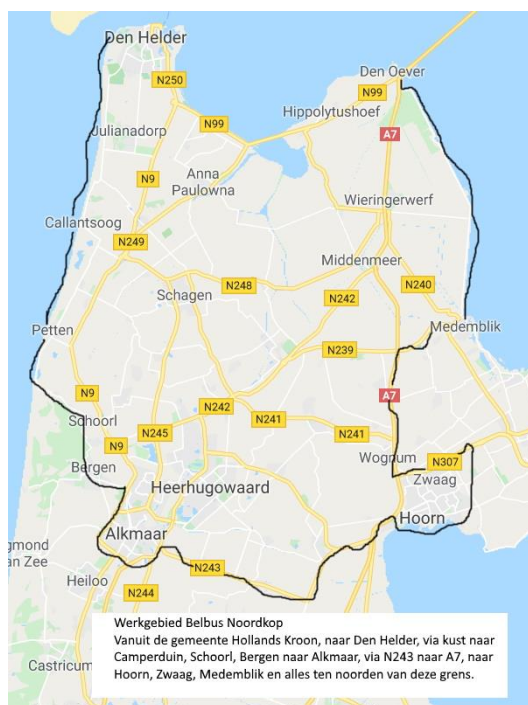 Den Helder
Den Oever
N250
N99
Hippolytushoef
Julianadorp
N99
A7
Anna
Paulowna
N9
Wieringerwerf
Callantsoog
N249
Middenmeer
N248
N240
Schagen
N242
Petten
Medemblik
N239
N9
A7
N242
Schoorl
N241
N245
N241
N9
Wognum
Bergen
N307
Zwaag
Heerhugowaard
Hoorn
Alkmaar
gmond
an Zee
N243
Heiloo
N244
Castricum
Werkgebied Belbus Noordkop
Vanuit de gemeente Hollands Kroon, naar Den Helder, via kust naar
Camperduin, Schoorl, Bergen naar Alkmaar, via N243 naar A7, naar
Hoorn, Zwaag, Medemblik en alles ten noorden van deze grens.